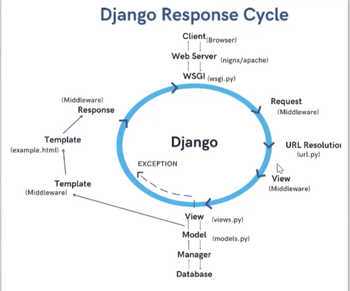 Django Response Cycle
Client (Browser)
Web Server (nignx/apache)
WSGI (wsgi.py)
(Middleware)
Response
Request
(Middleware)
Template
(example.html)
Django
URL Resolution
(url.py)
EXCEPTION
Template
(Middleware)
View
(Middleware)
View (views.py)
Model (models.py)
Manager
Database